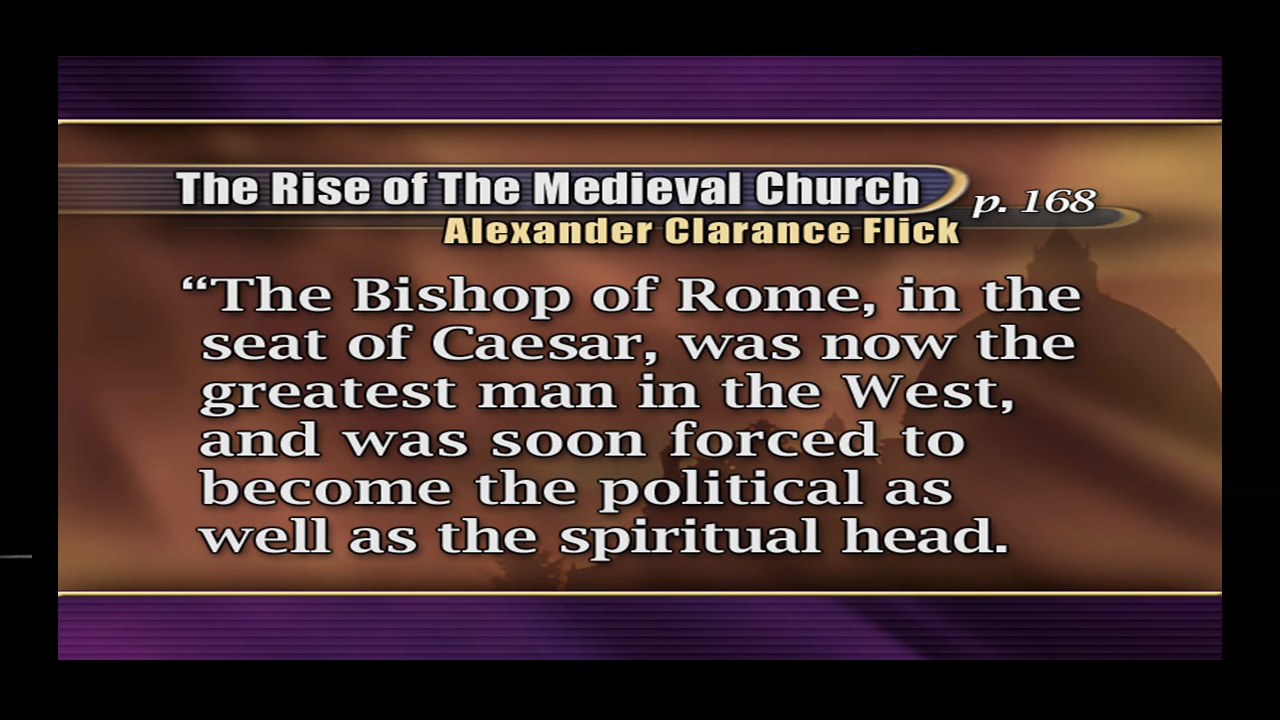 The Rise of The Medieval Church p. 168
Alexander Clarance Flick
“The Bishop of Rome, in the
seat of Caesar, was now the
greatest man in the West,
and was soon forced to
become the political as
well as the spiritual head.